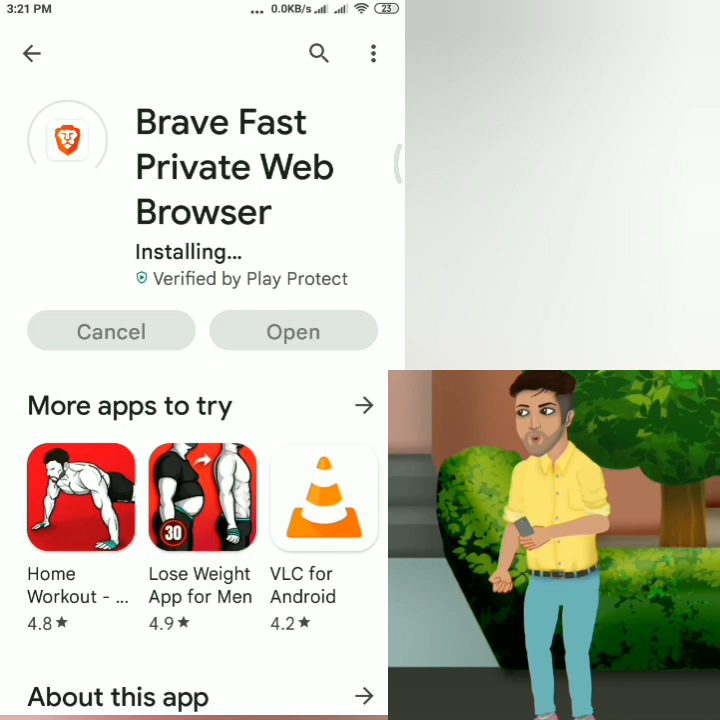 3:21 PM
... 0.0KB/s 23
Brave Fast
Private Web
Browser
Installing...
Verified by Play Protect
Cancel
Open
More apps to try
30
Home
Workout - ...
4.8★
Lose Weight
App for Men
4.9★
VLC for
Android
4.2★
About this app